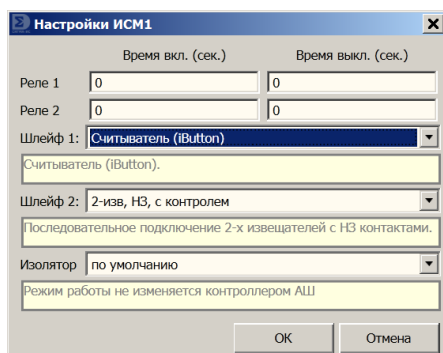 Настройки ИСМ1
Время вкл. (сек.) Время выкл. (сек.)
Реле 1 0 0
Реле 2 0 0
Шлейф 1: Считыватель (iButton)
Считыватель (iButton).
Шлейф 2: 2-изв, НЗ, с контролем
Последовательное подключение 2-х извещателей с НЗ контактами.
Изолятор по умолчанию
Режим работы не изменяется контроллером АШ
OK Отмена